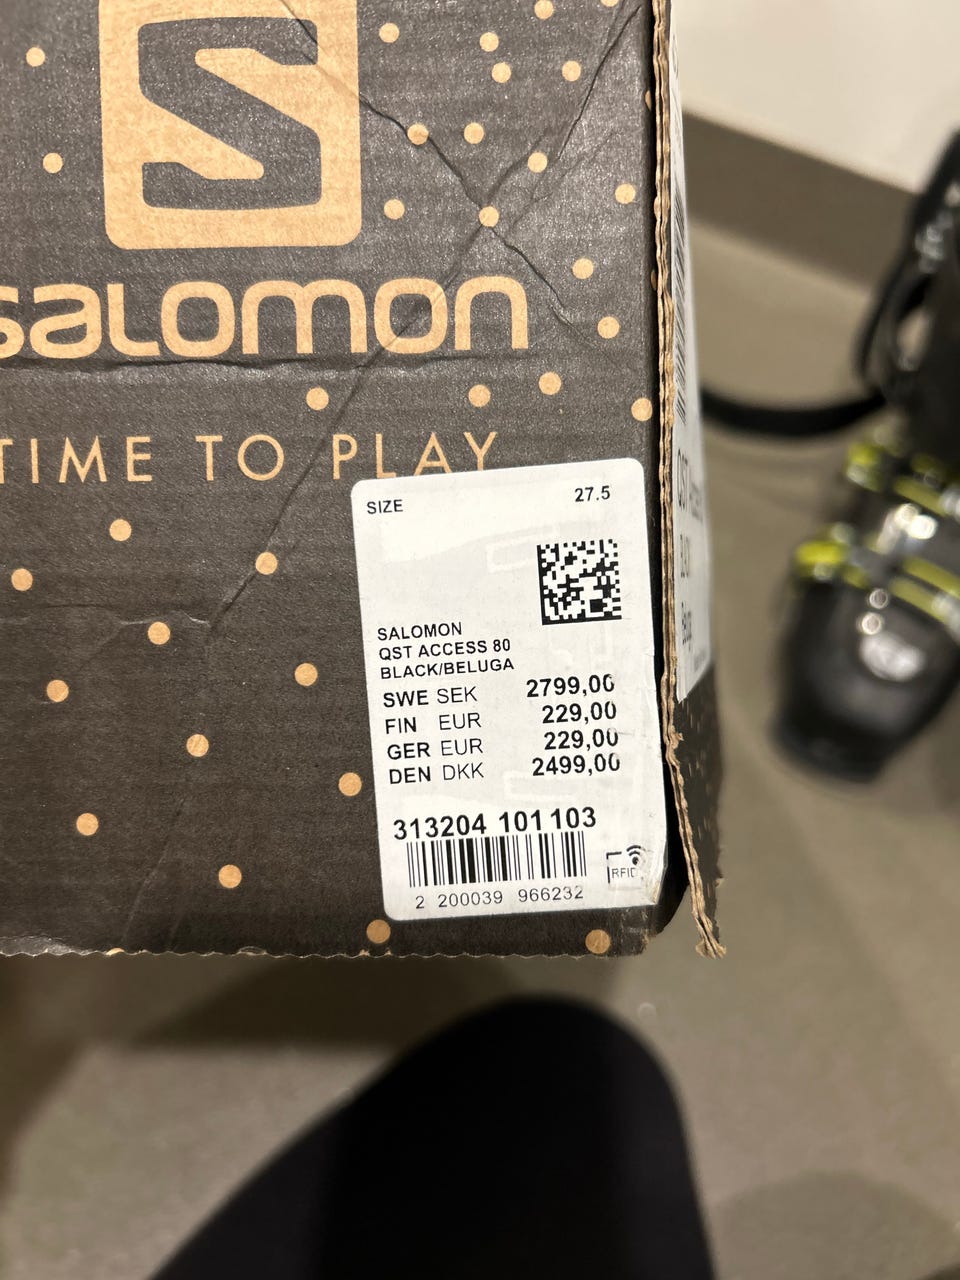 S
salomon
TIME TO PLAY
SIZE 27.5
SALOMON
QST ACCESS 80
BLACK/BELUGA
SWE SEK 2799,00
FIN EUR 229,00
GER EUR 229,00
DEN DKK 2499,00
313204 101103
2 200039 966232
RFID
QST